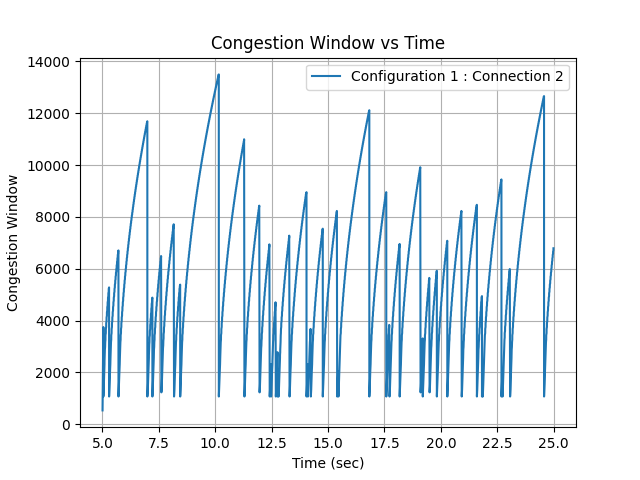 Congestion Window vs Time
Configuration 1 : Connection 2
Congestion Window
14000
12000
10000
8000
6000
4000
2000
0
5.0 7.5 10.0 12.5 15.0 17.5 20.0 22.5 25.0
Time (sec)